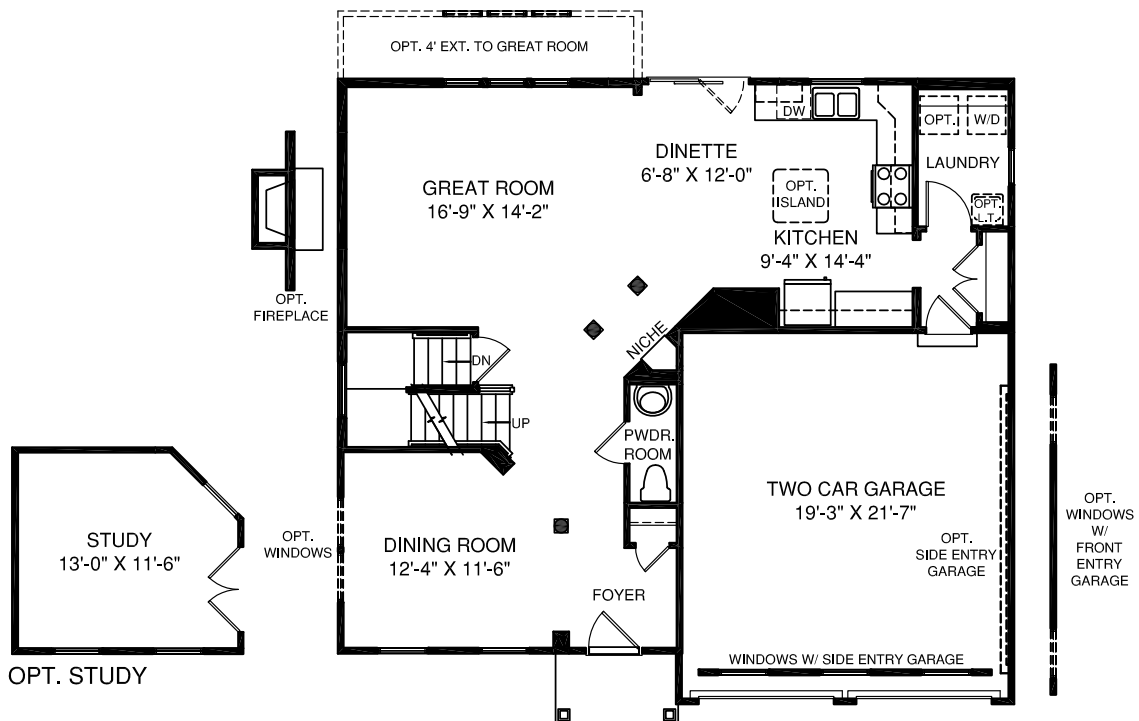 OPT. 4' EXT. TO GREAT ROOM
DW
OPT.
W/D
LAUNDRY
OPT.
L.T.
DINETTE
6'-8" X 12'-0"
GREAT ROOM
16'-9" X 14'-2"
OPT.
ISLAND
KITCHEN
9'-4" X 14'-4"
OPT.
FIREPLACE
NICHE
DN
UP
PWDR.
ROOM
TWO CAR GARAGE
19'-3" X 21'-7"
OPT.
SIDE ENTRY
GARAGE
OPT.
WINDOWS
W/
FRONT
ENTRY
GARAGE
STUDY
13'-0" X 11'-6"
OPT.
WINDOWS
DINING ROOM
12'-4" X 11'-6"
FOYER
WINDOWS W/ SIDE ENTRY GARAGE
OPT. STUDY